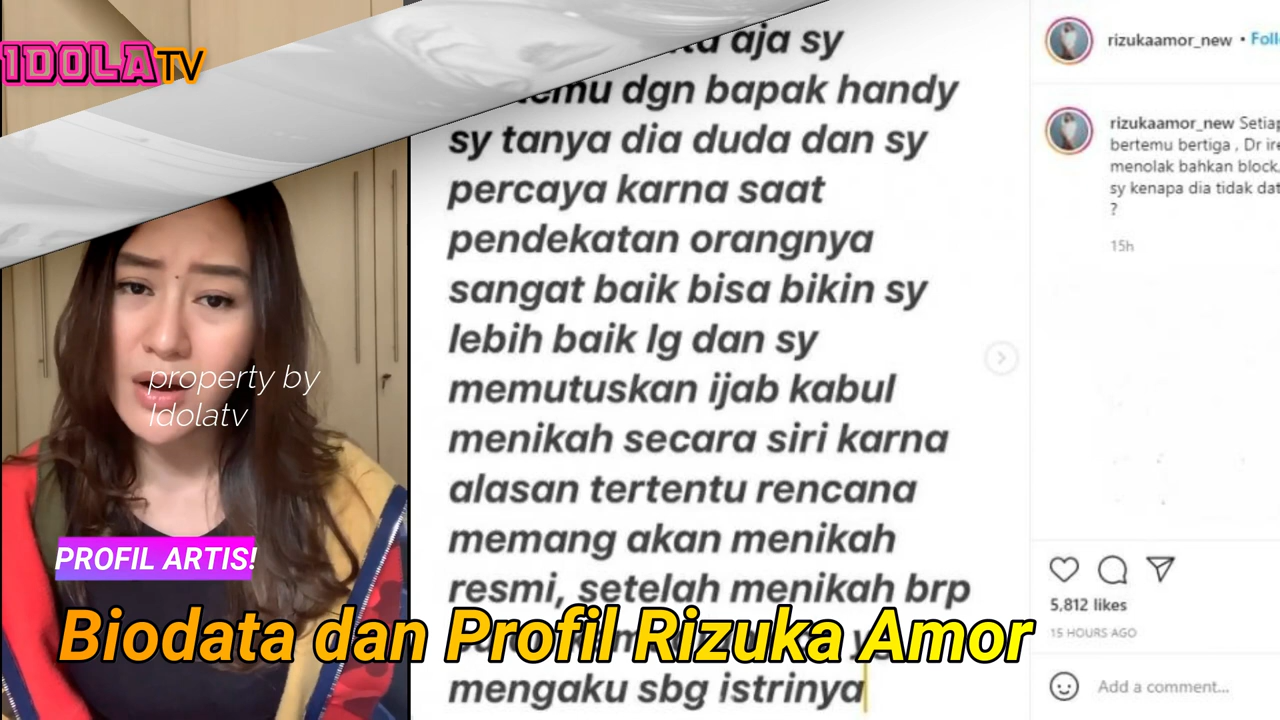 IDOLATV
aja sy
dgn bapak handy
sy tanya dia duda dan sy
percaya karna saat
pendekatan orangnya
sangat baik bisa bikin sy
lebih baik lg dan sy
memutuskan ijab kabul
menikah secara siri karna
alasan tertentu rencana
memang akan menikah
resmi, setelah menikah brp
mengaku sbg istrinya
rizukaamor_new • Foll
rizukaamor_new Setiap
bertemu bertiga , Dr ire
menolak bahkan block,
sy kenapa dia tidak dat
?
15h
5,812 likes
15 HOURS AGO
Add a comment...
property by
Idolatv
PROFIL ARTIS!
Biodata dan Profil Rizuka Amor